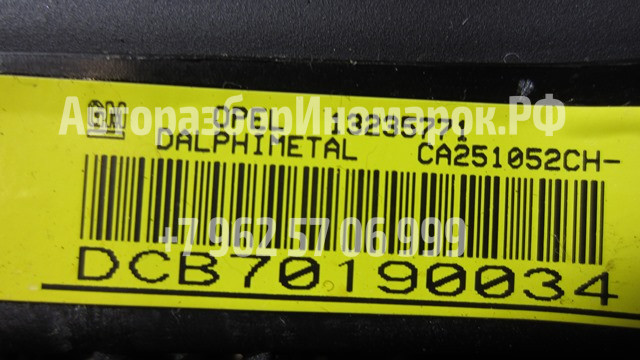 GM OPEL 13235771
АвторазборИномарок.РФ
DALPHIMETAL CA251052CH-
+7 962 57 06 999
DCB70190034